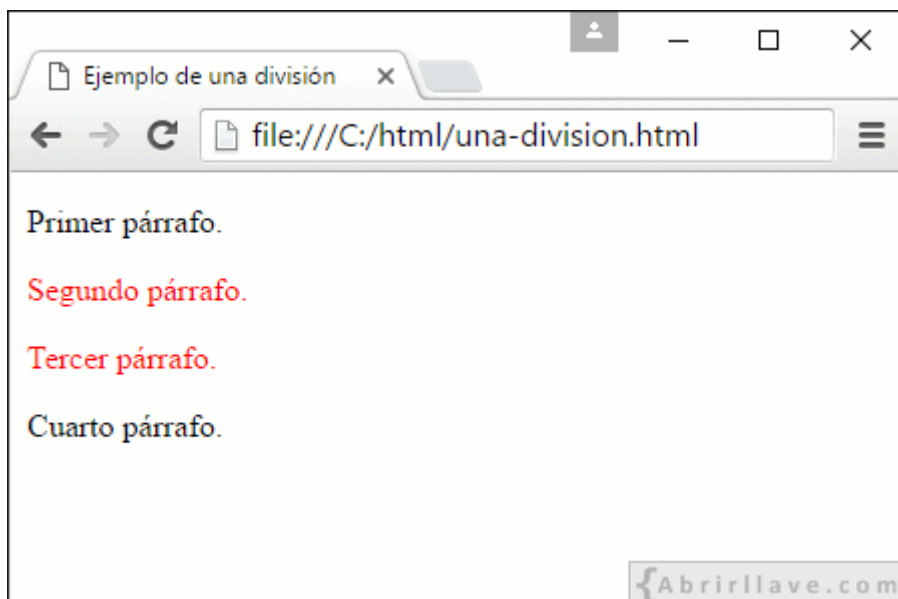 Ejemplo de una división
file:///C:/html/una-division.html
Primer párrafo.
Segundo párrafo.
Tercer párrafo.
Cuarto párrafo.
{Abrirllave.com